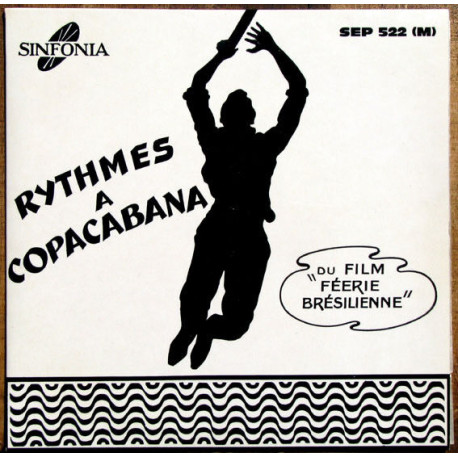 SINFONIA
SEP 522 (M)
RYTHMES
A
COPACABANA
"DU FILM
FÉERIE
BRÉSILIENNE"